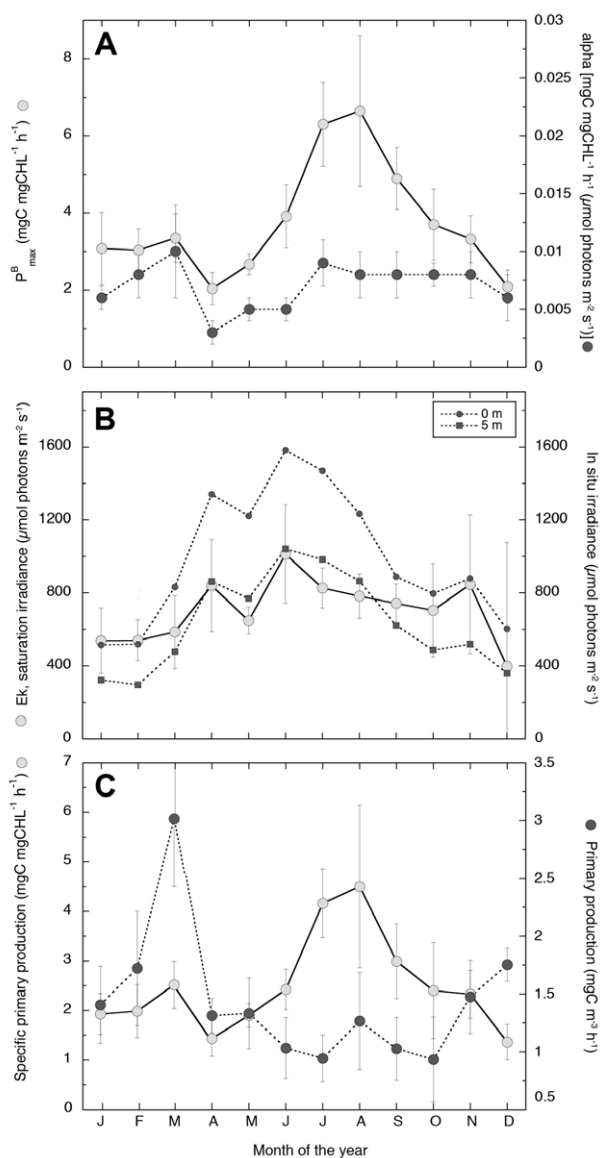 A
8
6
4
2
0
P^B_max (mgC mgCHL⁻¹ h⁻¹)
0.03
0.025
0.02
0.015
0.01
0.005
0
alpha [mgC mgCHL⁻¹ h⁻¹ (µmol photons m⁻² s)]
B
1600
1200
800
400
0
Ek, saturation irradiance (µmol photons m⁻² s⁻¹)
0 m
5 m
1600
1200
800
400
0
In situ irradiance
(µmol photons m⁻² s⁻¹)
C
7
6
5
4
3
2
1
0
Specific primary production (mgC mgCHL⁻¹ h⁻¹)
3.5
3
2.5
2
1.5
1
0.5
Primary production (mgC m⁻³ h⁻¹)
J F M A M J J A S O N D
Month of the year